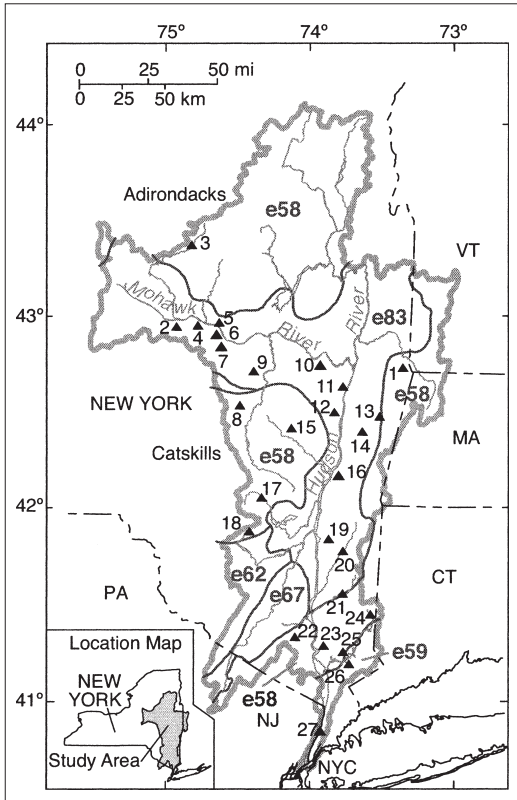 75° 74° 73°
0 25 50 mi
0 25 50 km
44°
Adirondacks
e58
3
VT
43°
Mohawk
River
River
e83
5
2
4
6
7
9
10
11
1
e58
NEW YORK
12
13
14
MA
15
Catskills
e58
Hudson
16
17
42°
18
19
20
PA
e62
CT
e67
21
24
22
23
25
Location Map
e59
26
NEW
YORK
41°
e58
NJ
Study Area
27
NYC